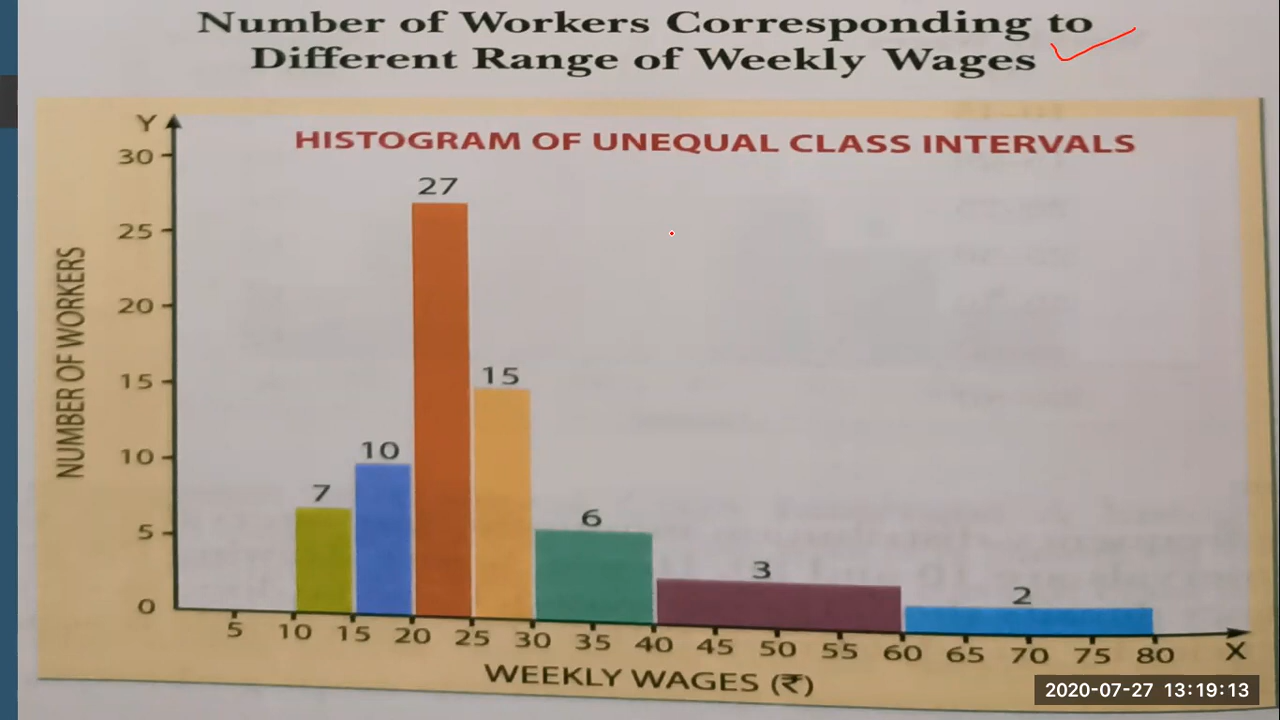 Number of Workers Corresponding to
Different Range of Weekly Wages
HISTOGRAM OF UNEQUAL CLASS INTERVALS
Y
30
25
20
15
10
5
0
NUMBER OF WORKERS
7
10
27
15
6
3
2
5 10 15 20 25 30 35 40 45 50 55 60 65 70 75 80 X
WEEKLY WAGES (₹)
2020-07-27 13:19:13